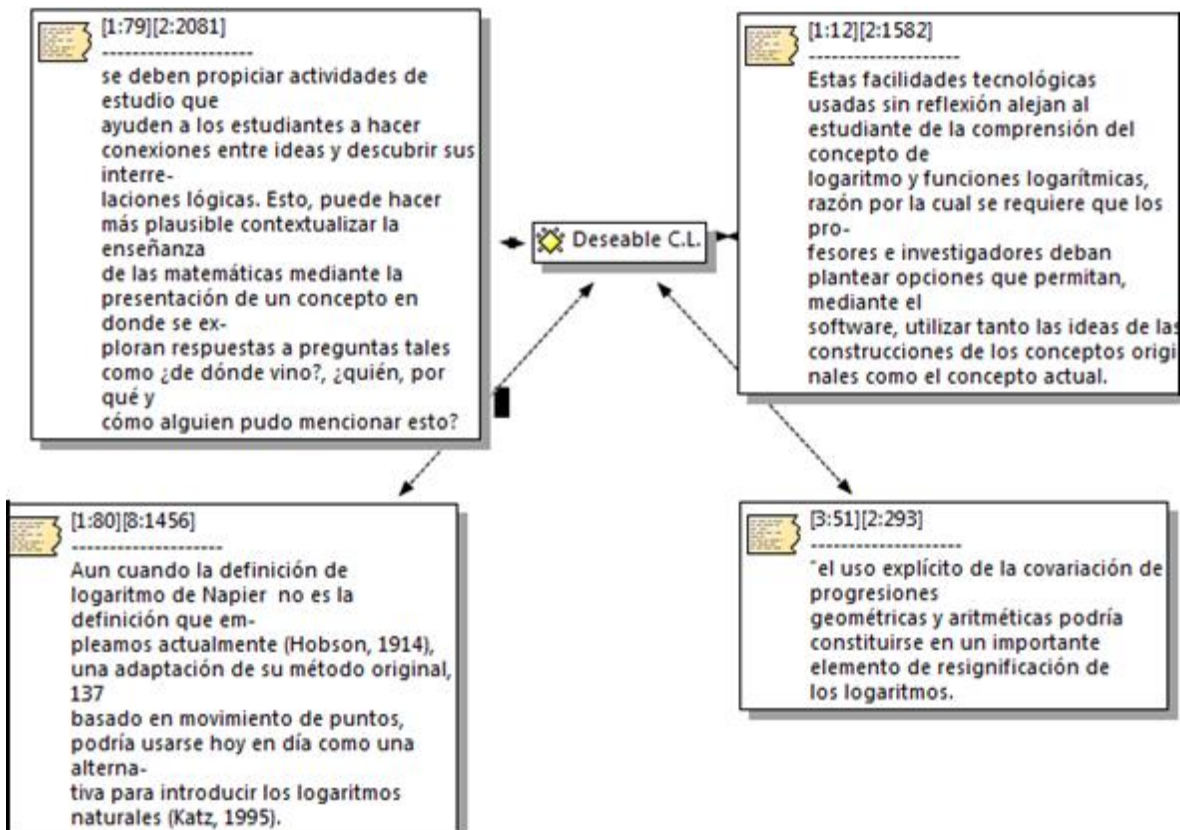 [1:79][2:2081]
--------------------
se deben propiciar actividades de
estudio que
ayuden a los estudiantes a hacer
conexiones entre ideas y descubrir sus
interre-
laciones lógicas. Esto, puede hacer
más plausible contextualizar la
enseñanza
de las matemáticas mediante la
presentación de un concepto en
donde se ex-
ploran respuestas a preguntas tales
como ¿de dónde vino?, ¿quién, por
qué y
cómo alguien pudo mencionar esto?
Deseable C.L.
[1:12][2:1582]
--------------------
Estas facilidades tecnológicas
usadas sin reflexión alejan al
estudiante de la comprensión del
concepto de
logaritmo y funciones logarítmicas,
razón por la cual se requiere que los
pro-
fesores e investigadores deban
plantear opciones que permitan,
mediante el
software, utilizar tanto las ideas de las
construcciones de los conceptos origi
nales como el concepto actual.
[1:80][8:1456]
--------------------
Aun cuando la definición de
logaritmo de Napier no es la
definición que em-
pleamos actualmente (Hobson, 1914),
una adaptación de su método original,
137
basado en movimiento de puntos,
podría usarse hoy en día como una
alterna-
tiva para introducir los logaritmos
naturales (Katz, 1995).
[3:51][2:293]
--------------------
¨el uso explícito de la covariación de
progresiones
geométricas y aritméticas podría
constituirse en un importante
elemento de resignificación de
los logaritmos.